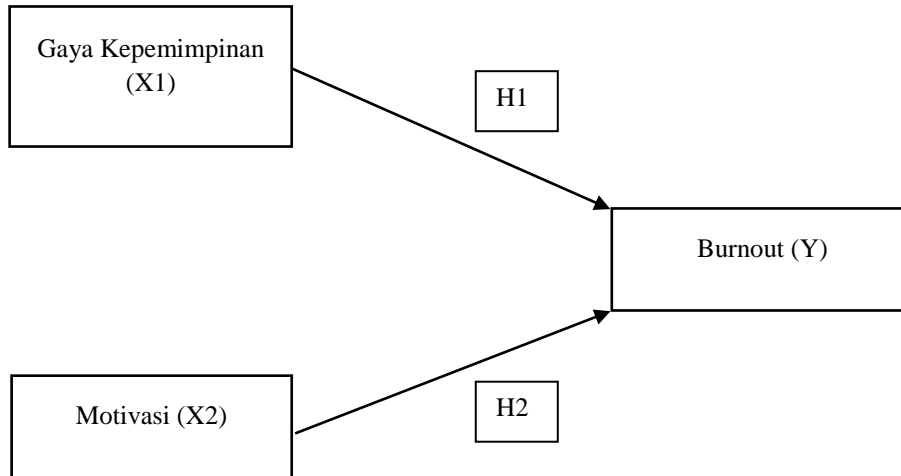 Gaya Kepemimpinan
(X1)
H1
Burnout (Y)
Motivasi (X2)
H2